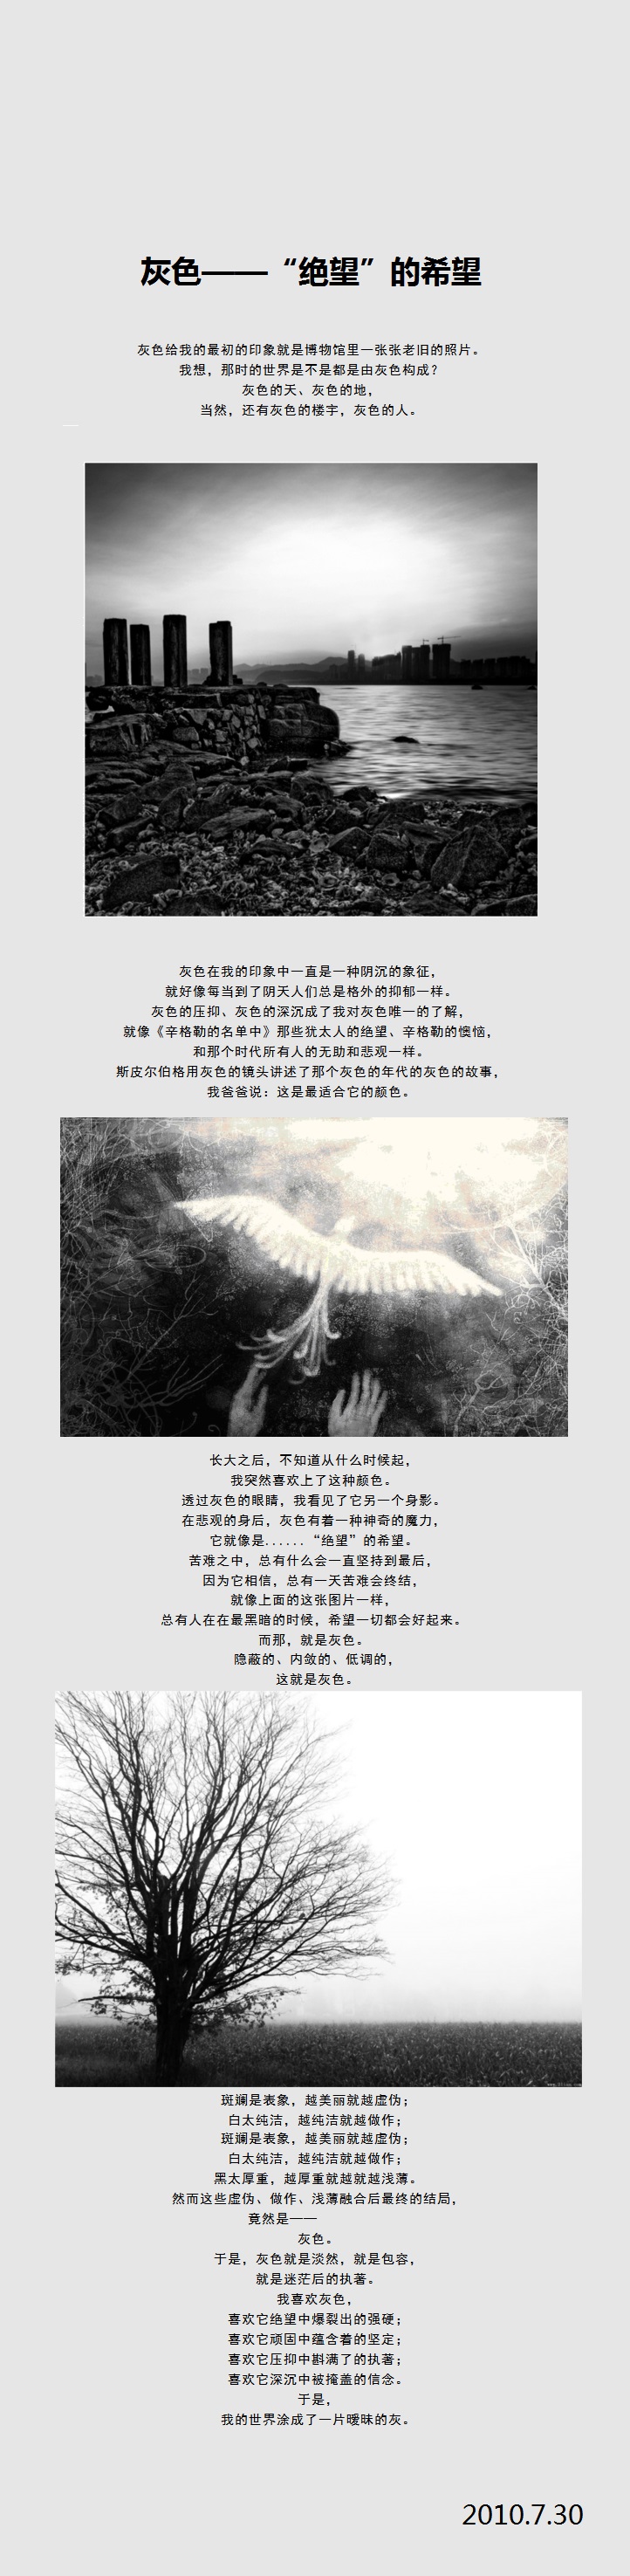 灰色——“绝望”的希望
灰色给我的最初的印象就是博物馆里一张张老旧的照片。
我想，那时的世界是不是都是由灰色构成？
灰色的天、灰色的地，
当然，还有灰色的楼宇，灰色的人。
灰色在我的印象中一直是一种阴沉的象征，
就好像每当到了阴天人们总是格外的抑郁一样。
灰色的压抑、灰色的深沉成了我对灰色唯一的了解，
就像《辛格勒的名单中》那些犹太人的绝望、辛格勒的懊恼，
和那个时代所有人的无助和悲观一样。
斯皮尔伯格用灰色的镜头讲述了那个灰色的年代的灰色的故事，
我爸爸说：这是最适合它的颜色。
长大之后，不知道从什么时候起，
我突然喜欢上了这种颜色。
透过灰色的眼睛，我看见了它另一个身影。
在悲观的身后，灰色有着一种神奇的魔力，
它就像是......“绝望”的希望。
苦难之中，总有什么会一直坚持到最后，
因为它相信，总有一天苦难会终结，
就像上面的这张图片一样，
总有人在在最黑暗的时候，希望一切都会好起来。
而那，就是灰色。
隐蔽的、内敛的、低调的，
这就是灰色。
斑斓是表象，越美丽就越虚伪；
白太纯洁，越纯洁就越做作；
斑斓是表象，越美丽就越虚伪；
白太纯洁，越纯洁就越做作；
黑太厚重，越厚重就越就越浅薄。
然而这些虚伪、做作、浅薄融合后最终的结局，
竟然是——
灰色。
于是，灰色就是淡然，就是包容，
就是迷茫后的执著。
我喜欢灰色，
喜欢它绝望中爆裂出的强硬；
喜欢它顽固中蕴含着的坚定；
喜欢它压抑中斟满了的执著；
喜欢它深沉中被掩盖的信念。
于是，
我的世界涂成了一片暧昧的灰。
2010.7.30